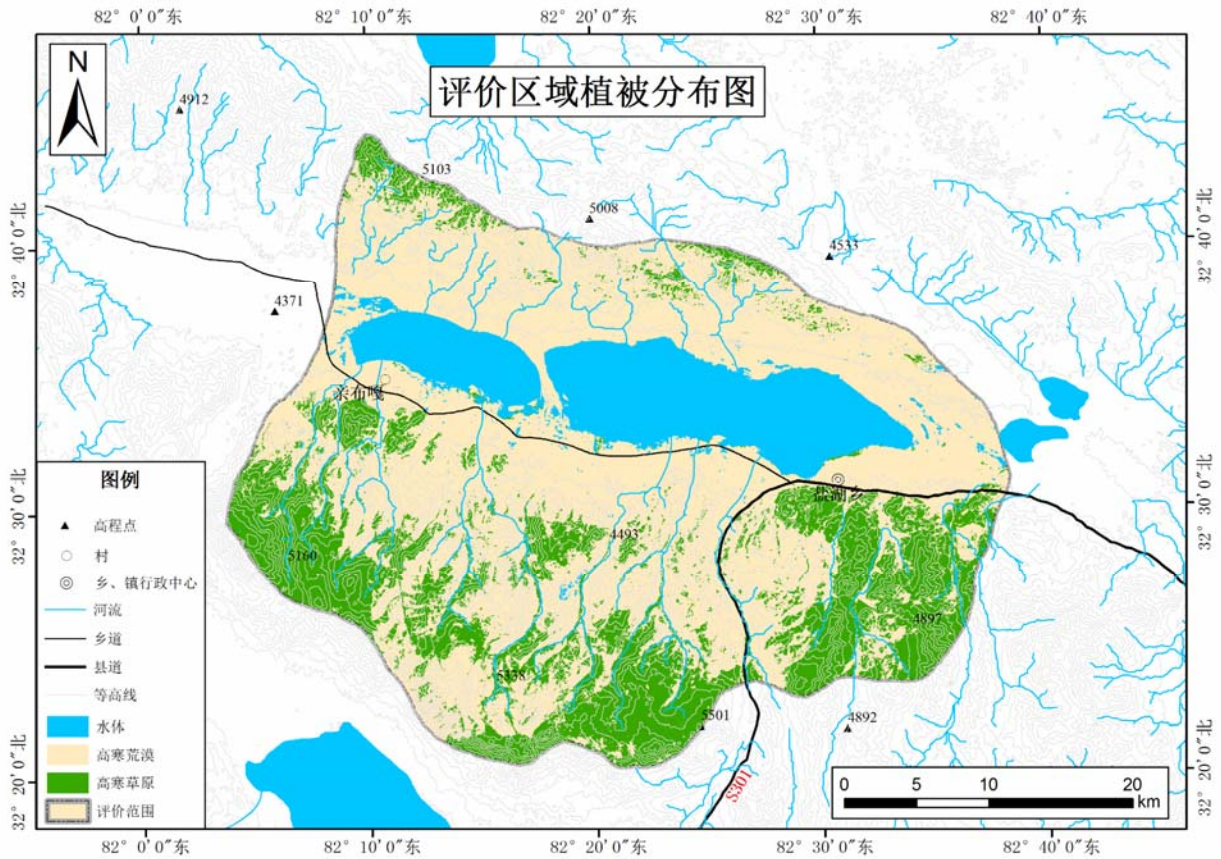 82° 0′ 0″东
82° 10′ 0″东
82° 20′ 0″东
82° 30′ 0″东
82° 40′ 0″东
N
评价区域植被分布图
4912
5103
5008
4533
32° 40′ 0″北
32° 40′ 0″北
4371
亲布嘎
盐湖乡
32° 30′ 0″北
32° 30′ 0″北
4493
5160
4897
5338
5501
4892
S301
32° 20′ 0″北
32° 20′ 0″北
图例
高程点
村
乡、镇行政中心
河流
乡道
县道
等高线
水体
高寒荒漠
高寒草原
评价范围
0 5 10 20
km
82° 0′ 0″东
82° 10′ 0″东
82° 20′ 0″东
82° 30′ 0″东
82° 40′ 0″东